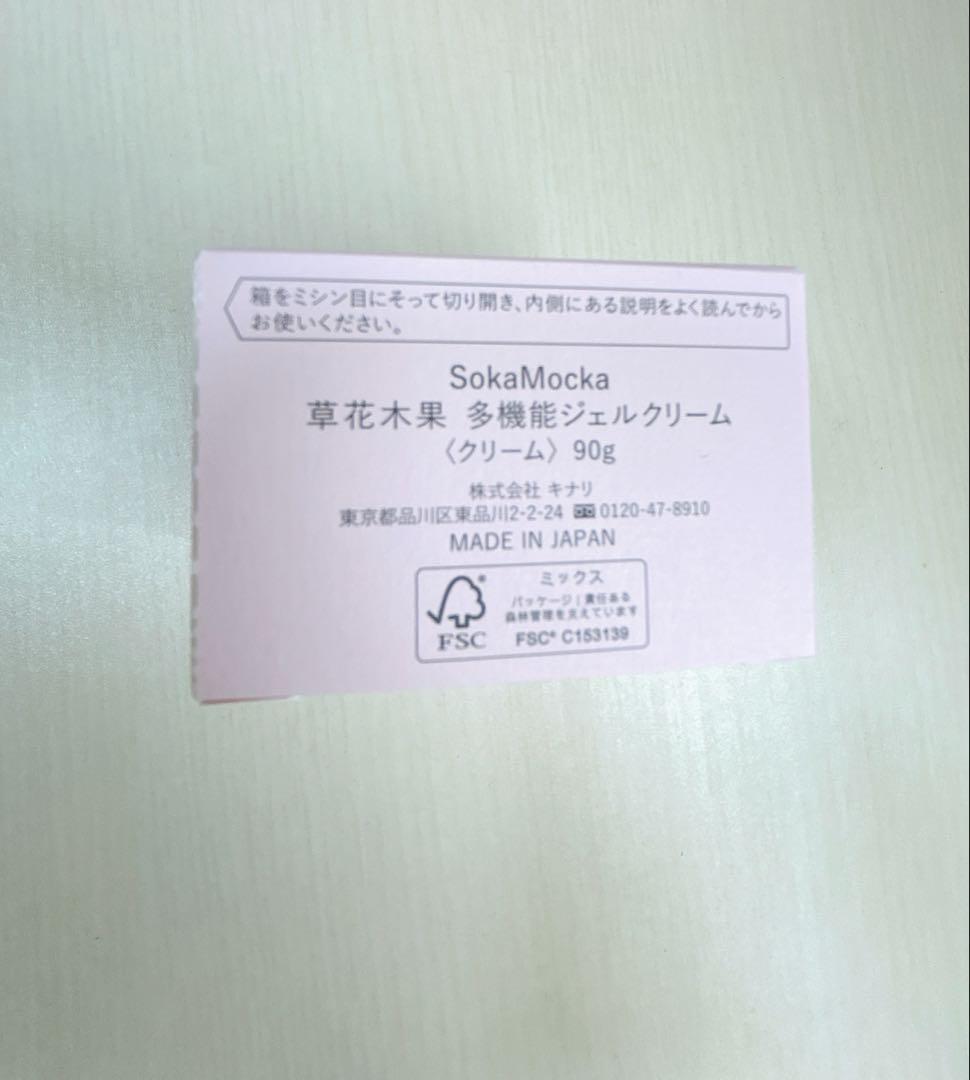 箱をミシン目にそって切り開き、内側にある説明をよく読んでから
お使いください。
SokaMocka
草花木果 多機能ジェルクリーム
〈クリーム〉 90g
株式会社 キナリ
東京都品川区東品川2-2-24 0120-47-8910
MADE IN JAPAN
ミックス
パッケージ | 責任ある
森林管理を支えています
FSC® C153139
FSC